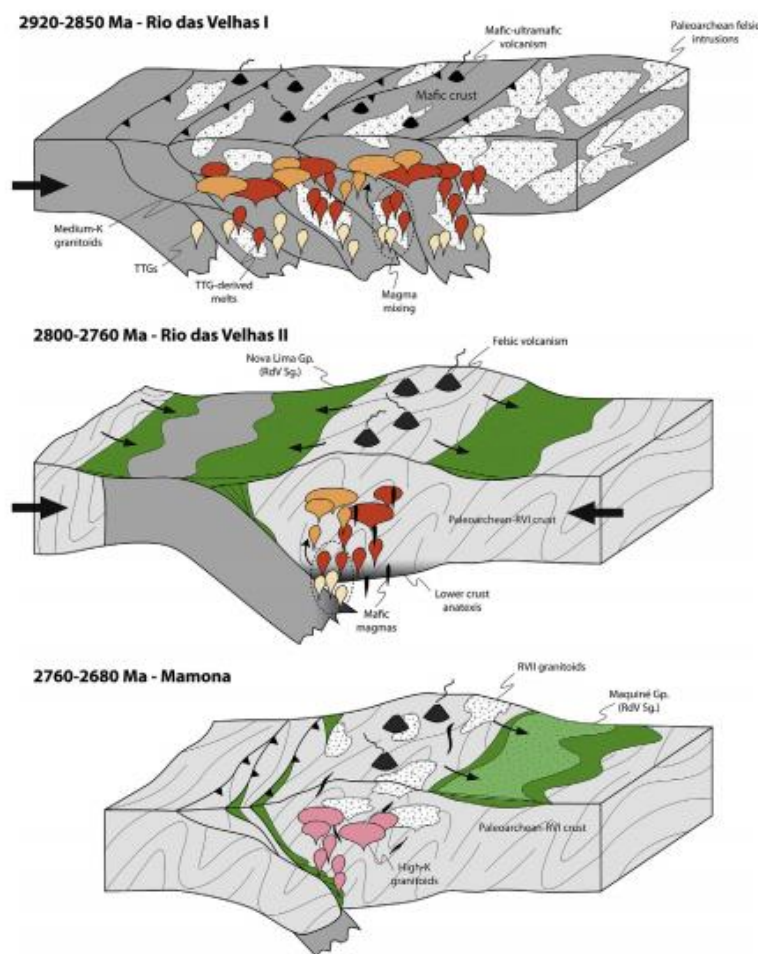 2920-2850 Ma - Rio das Velhas I
Mafic-ultramafic
volcanism
Paleoarchean felsic
intrusions
Mafic crust
Medium-K
granitoids
TTGs
TTG-derived
melts
Magma
mixing
2800-2760 Ma - Rio das Velhas II
Nova Lima Gp.
(RdV Sg.)
Felsic volcanism
Paleoarchean-RVI crust
Mafic
magmas
Lower crust
anatexis
2760-2680 Ma - Mamona
RVII granitoids
Maquiné Gp.
(RdV Sg.)
Paleoarchean-RVI crust
High-K
granitoids